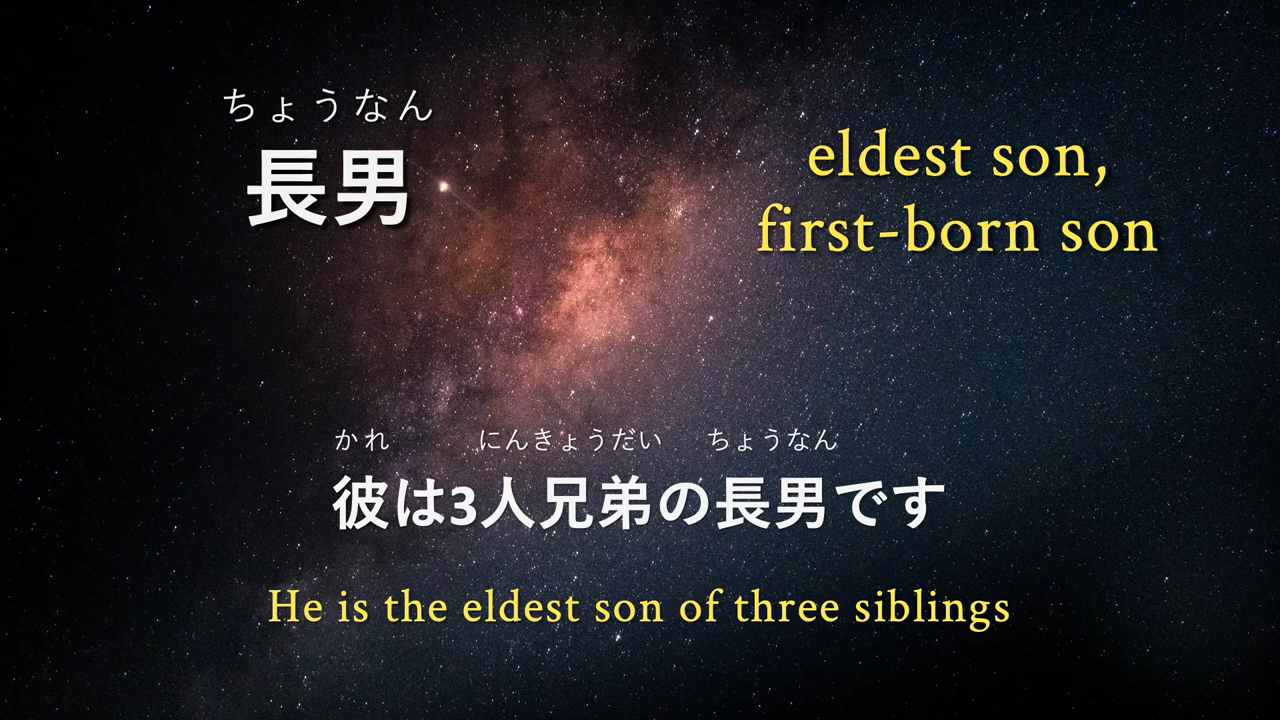 ちょうなん
長男
eldest son,
first-born son
かれ にんきょうだい ちょうなん
彼は3人兄弟の長男です
He is the eldest son of three siblings